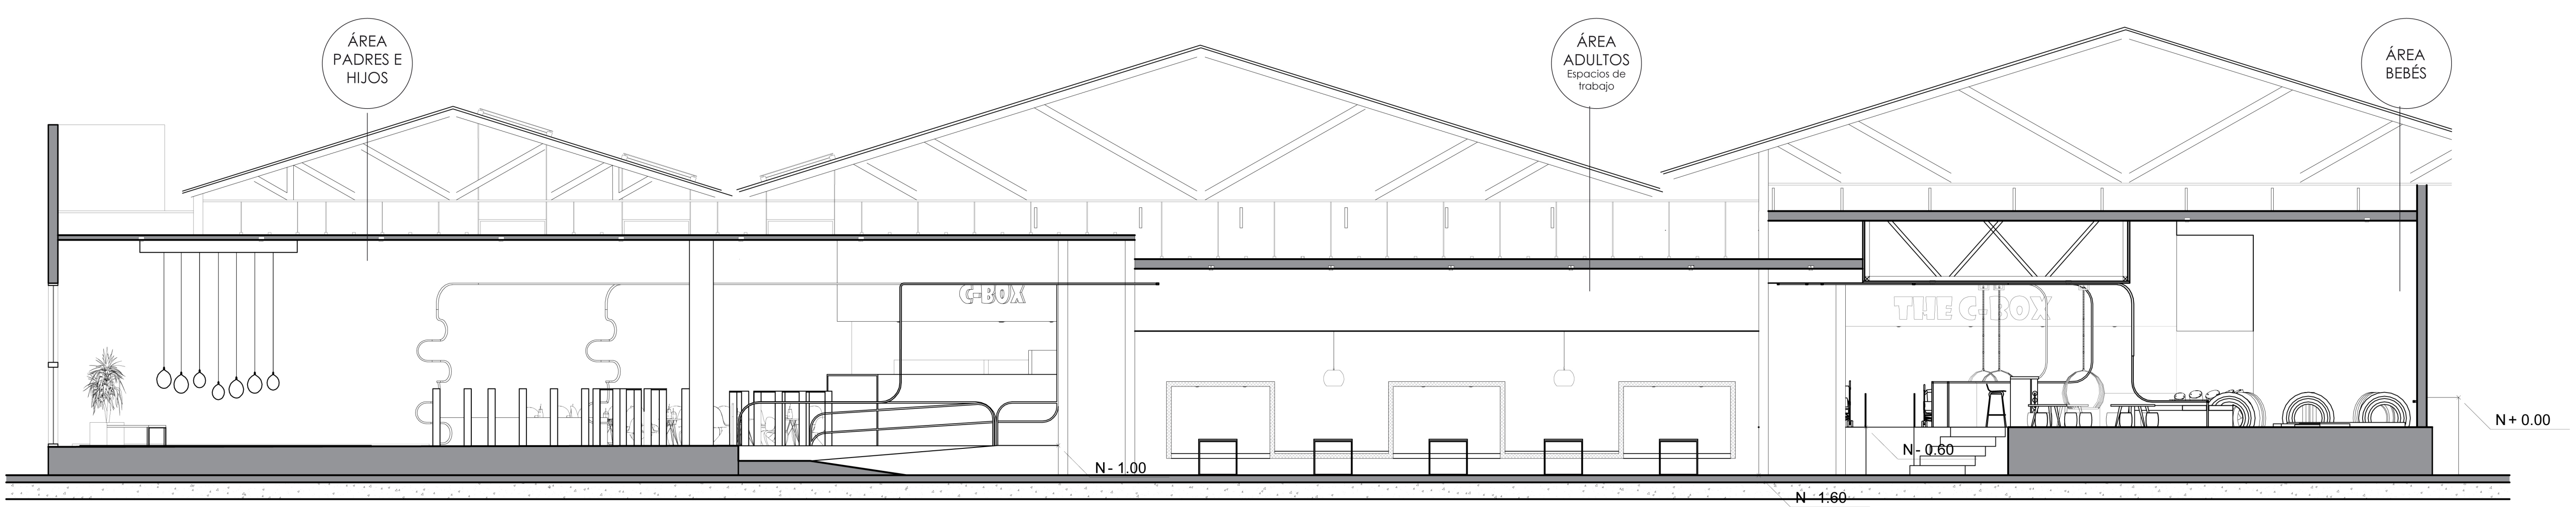 ÁREA
PADRES E
HIJOS
ÁREA
ADULTOS
Espacios de
trabajo
ÁREA
BEBÉS
C-BOX
THE C-BOX
N - 1.00
N - 1.60
N - 0.60
N + 0.00